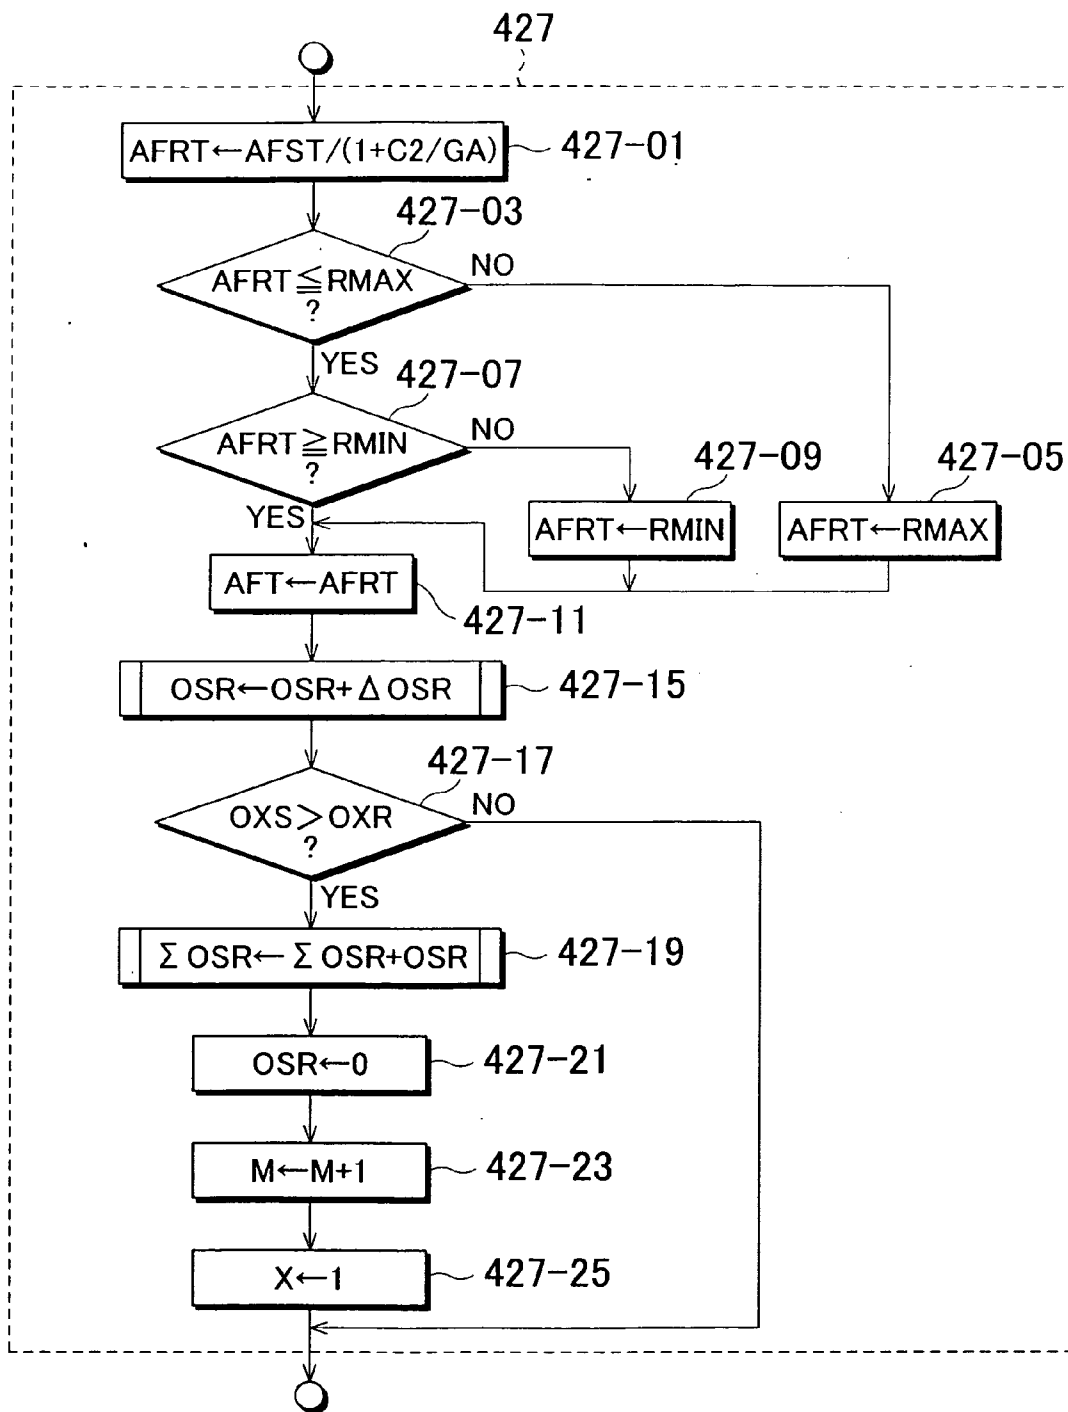 427
AFRT←AFST/(1+C2/GA)
427-01
427-03
AFRT≦RMAX
?
NO
YES
427-07
AFRT≧RMIN
?
NO
YES
427-09
AFRT←RMIN
427-05
AFRT←RMAX
AFT←AFRT
427-11
OSR←OSR+ΔOSR
427-15
427-17
OXS>OXR
?
NO
YES
ΣOSR←ΣOSR+OSR
427-19
OSR←0
427-21
M←M+1
427-23
X←1
427-25